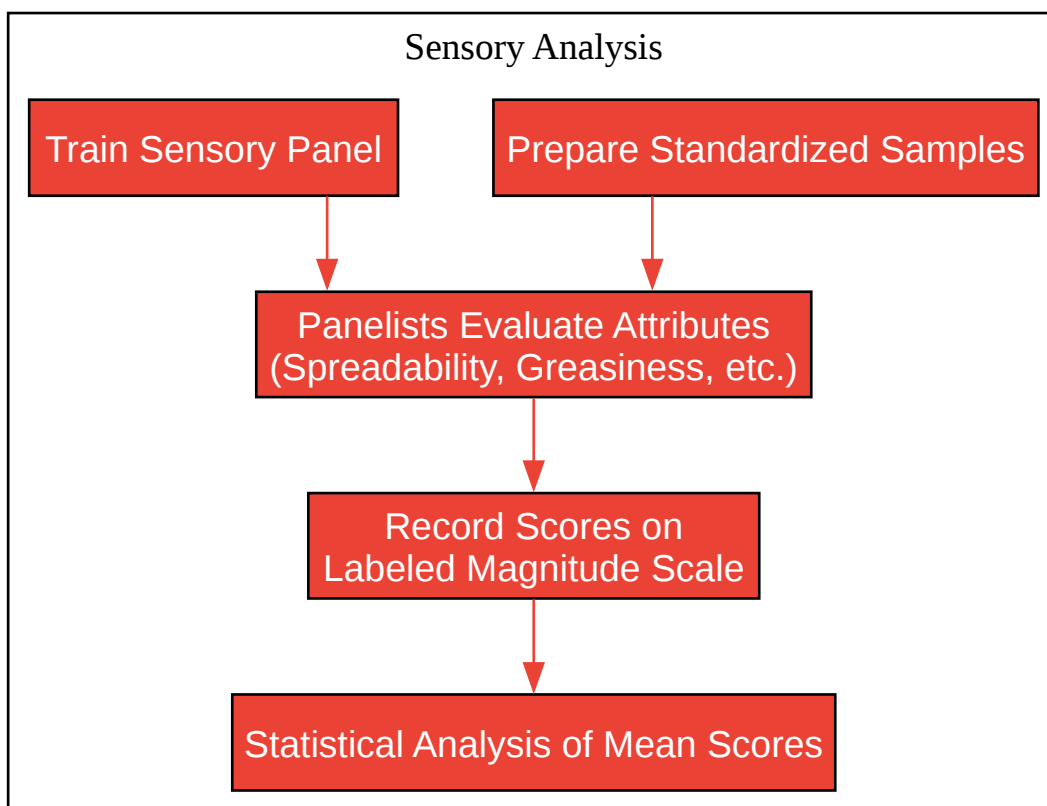 Sensory Analysis
Train Sensory Panel
Prepare Standardized Samples
Panelists Evaluate Attributes
(Spreadability, Greasiness, etc.)
Record Scores on
Labeled Magnitude Scale
Statistical Analysis of Mean Scores